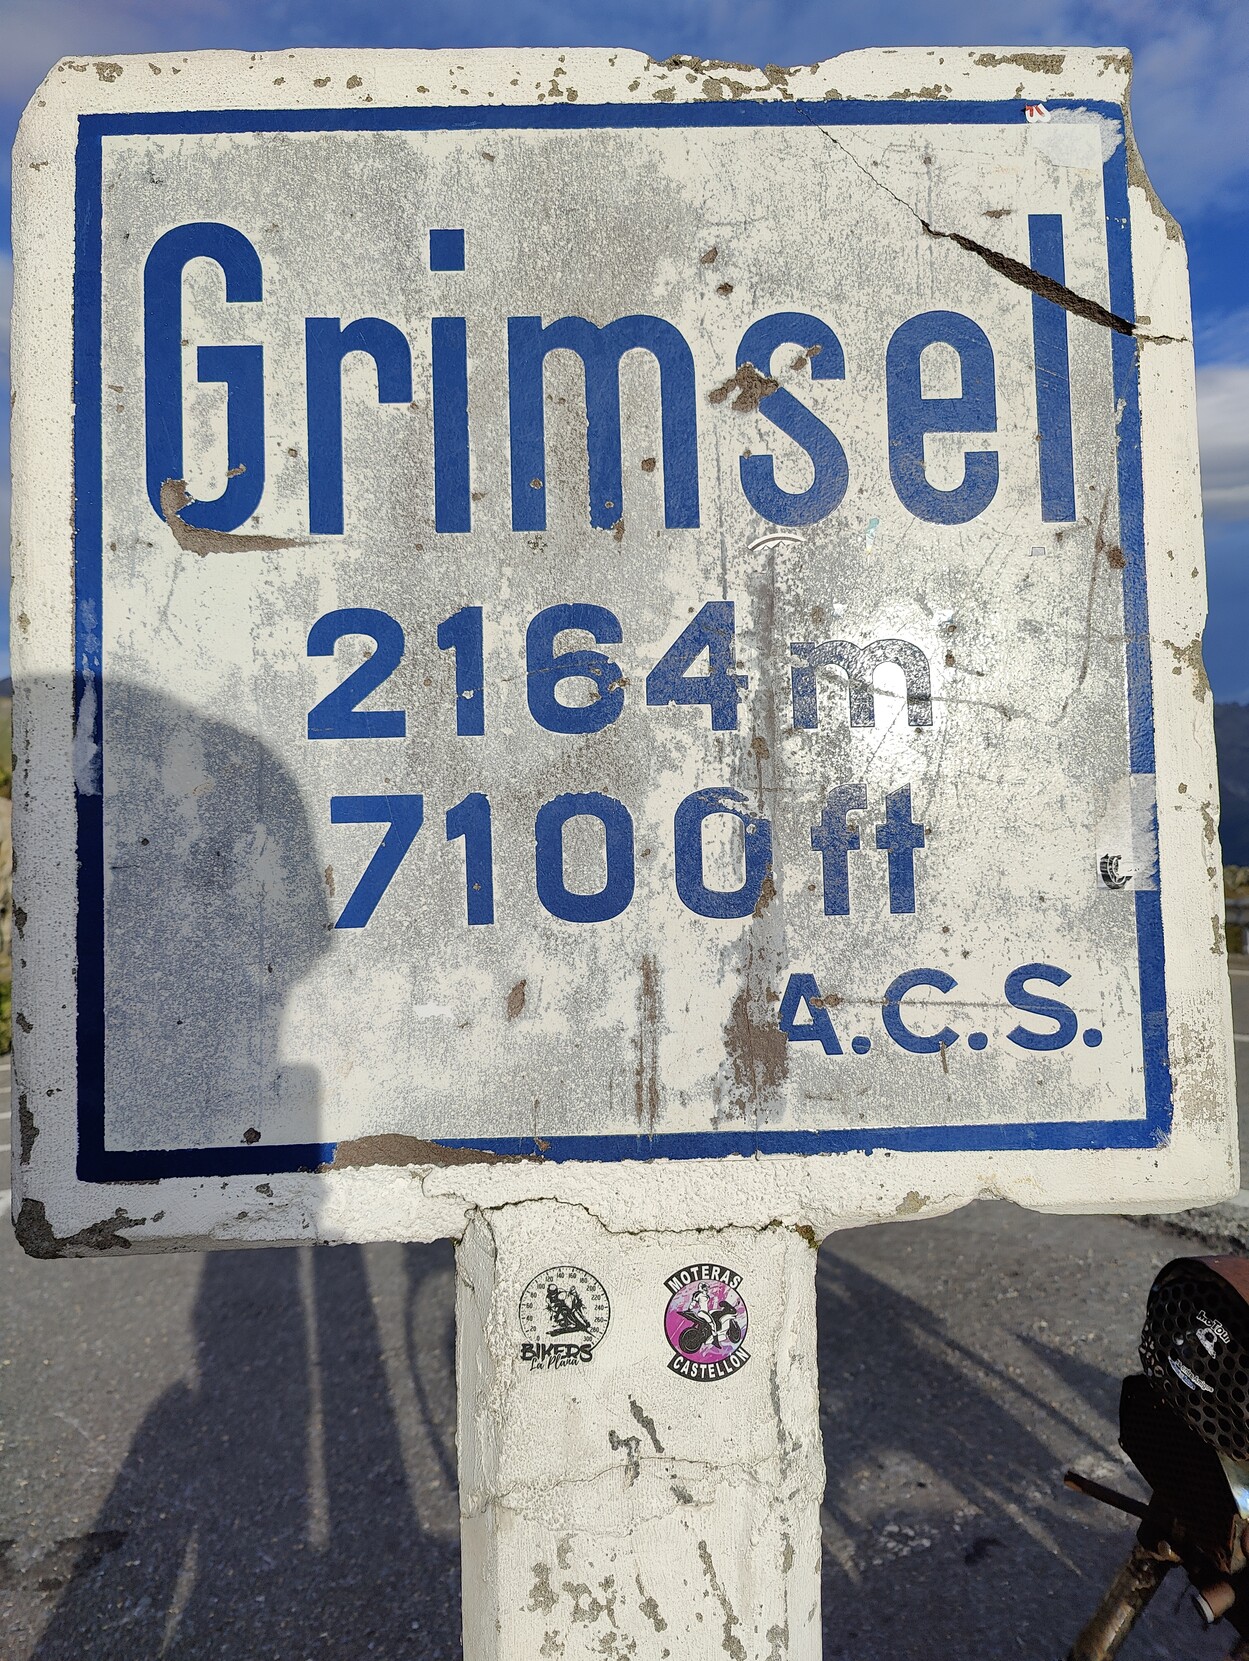 Grimsel
2164 m
7100 ft
A.C.S.
BIKERS
La Plana
MOTERAS
CASTELLON